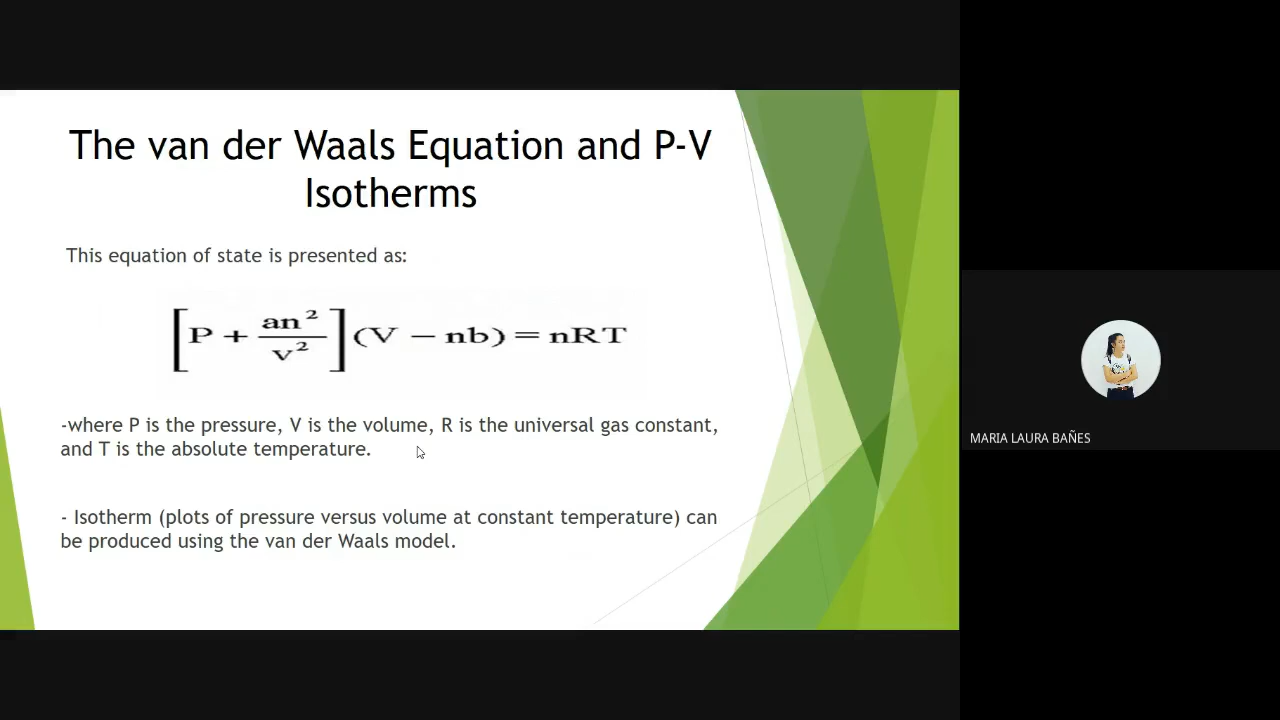 The van der Waals Equation and P-V
Isotherms
This equation of state is presented as:
[P + an²/v²](V − nb) = nRT
-where P is the pressure, V is the volume, R is the universal gas constant,
and T is the absolute temperature.
- Isotherm (plots of pressure versus volume at constant temperature) can
be produced using the van der Waals model.
MARIA LAURA BAÑES